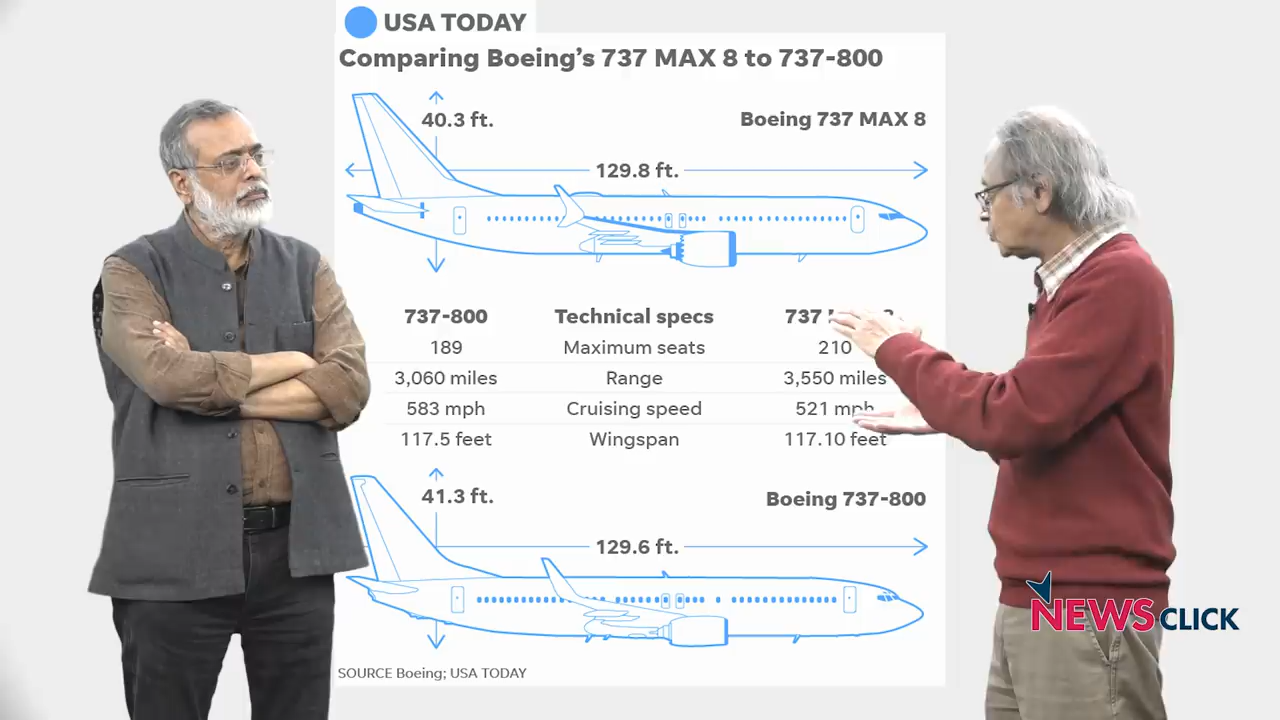 USA TODAY
Comparing Boeing's 737 MAX 8 to 737-800
40.3 ft.
Boeing 737 MAX 8
129.8 ft.
737-800 Technical specs 737
189 Maximum seats 210
3,060 miles Range 3,550 miles
583 mph Cruising speed 521 mph
117.5 feet Wingspan 117.10 feet
41.3 ft.
Boeing 737-800
129.6 ft.
SOURCE Boeing; USA TODAY
NEWSCLICK